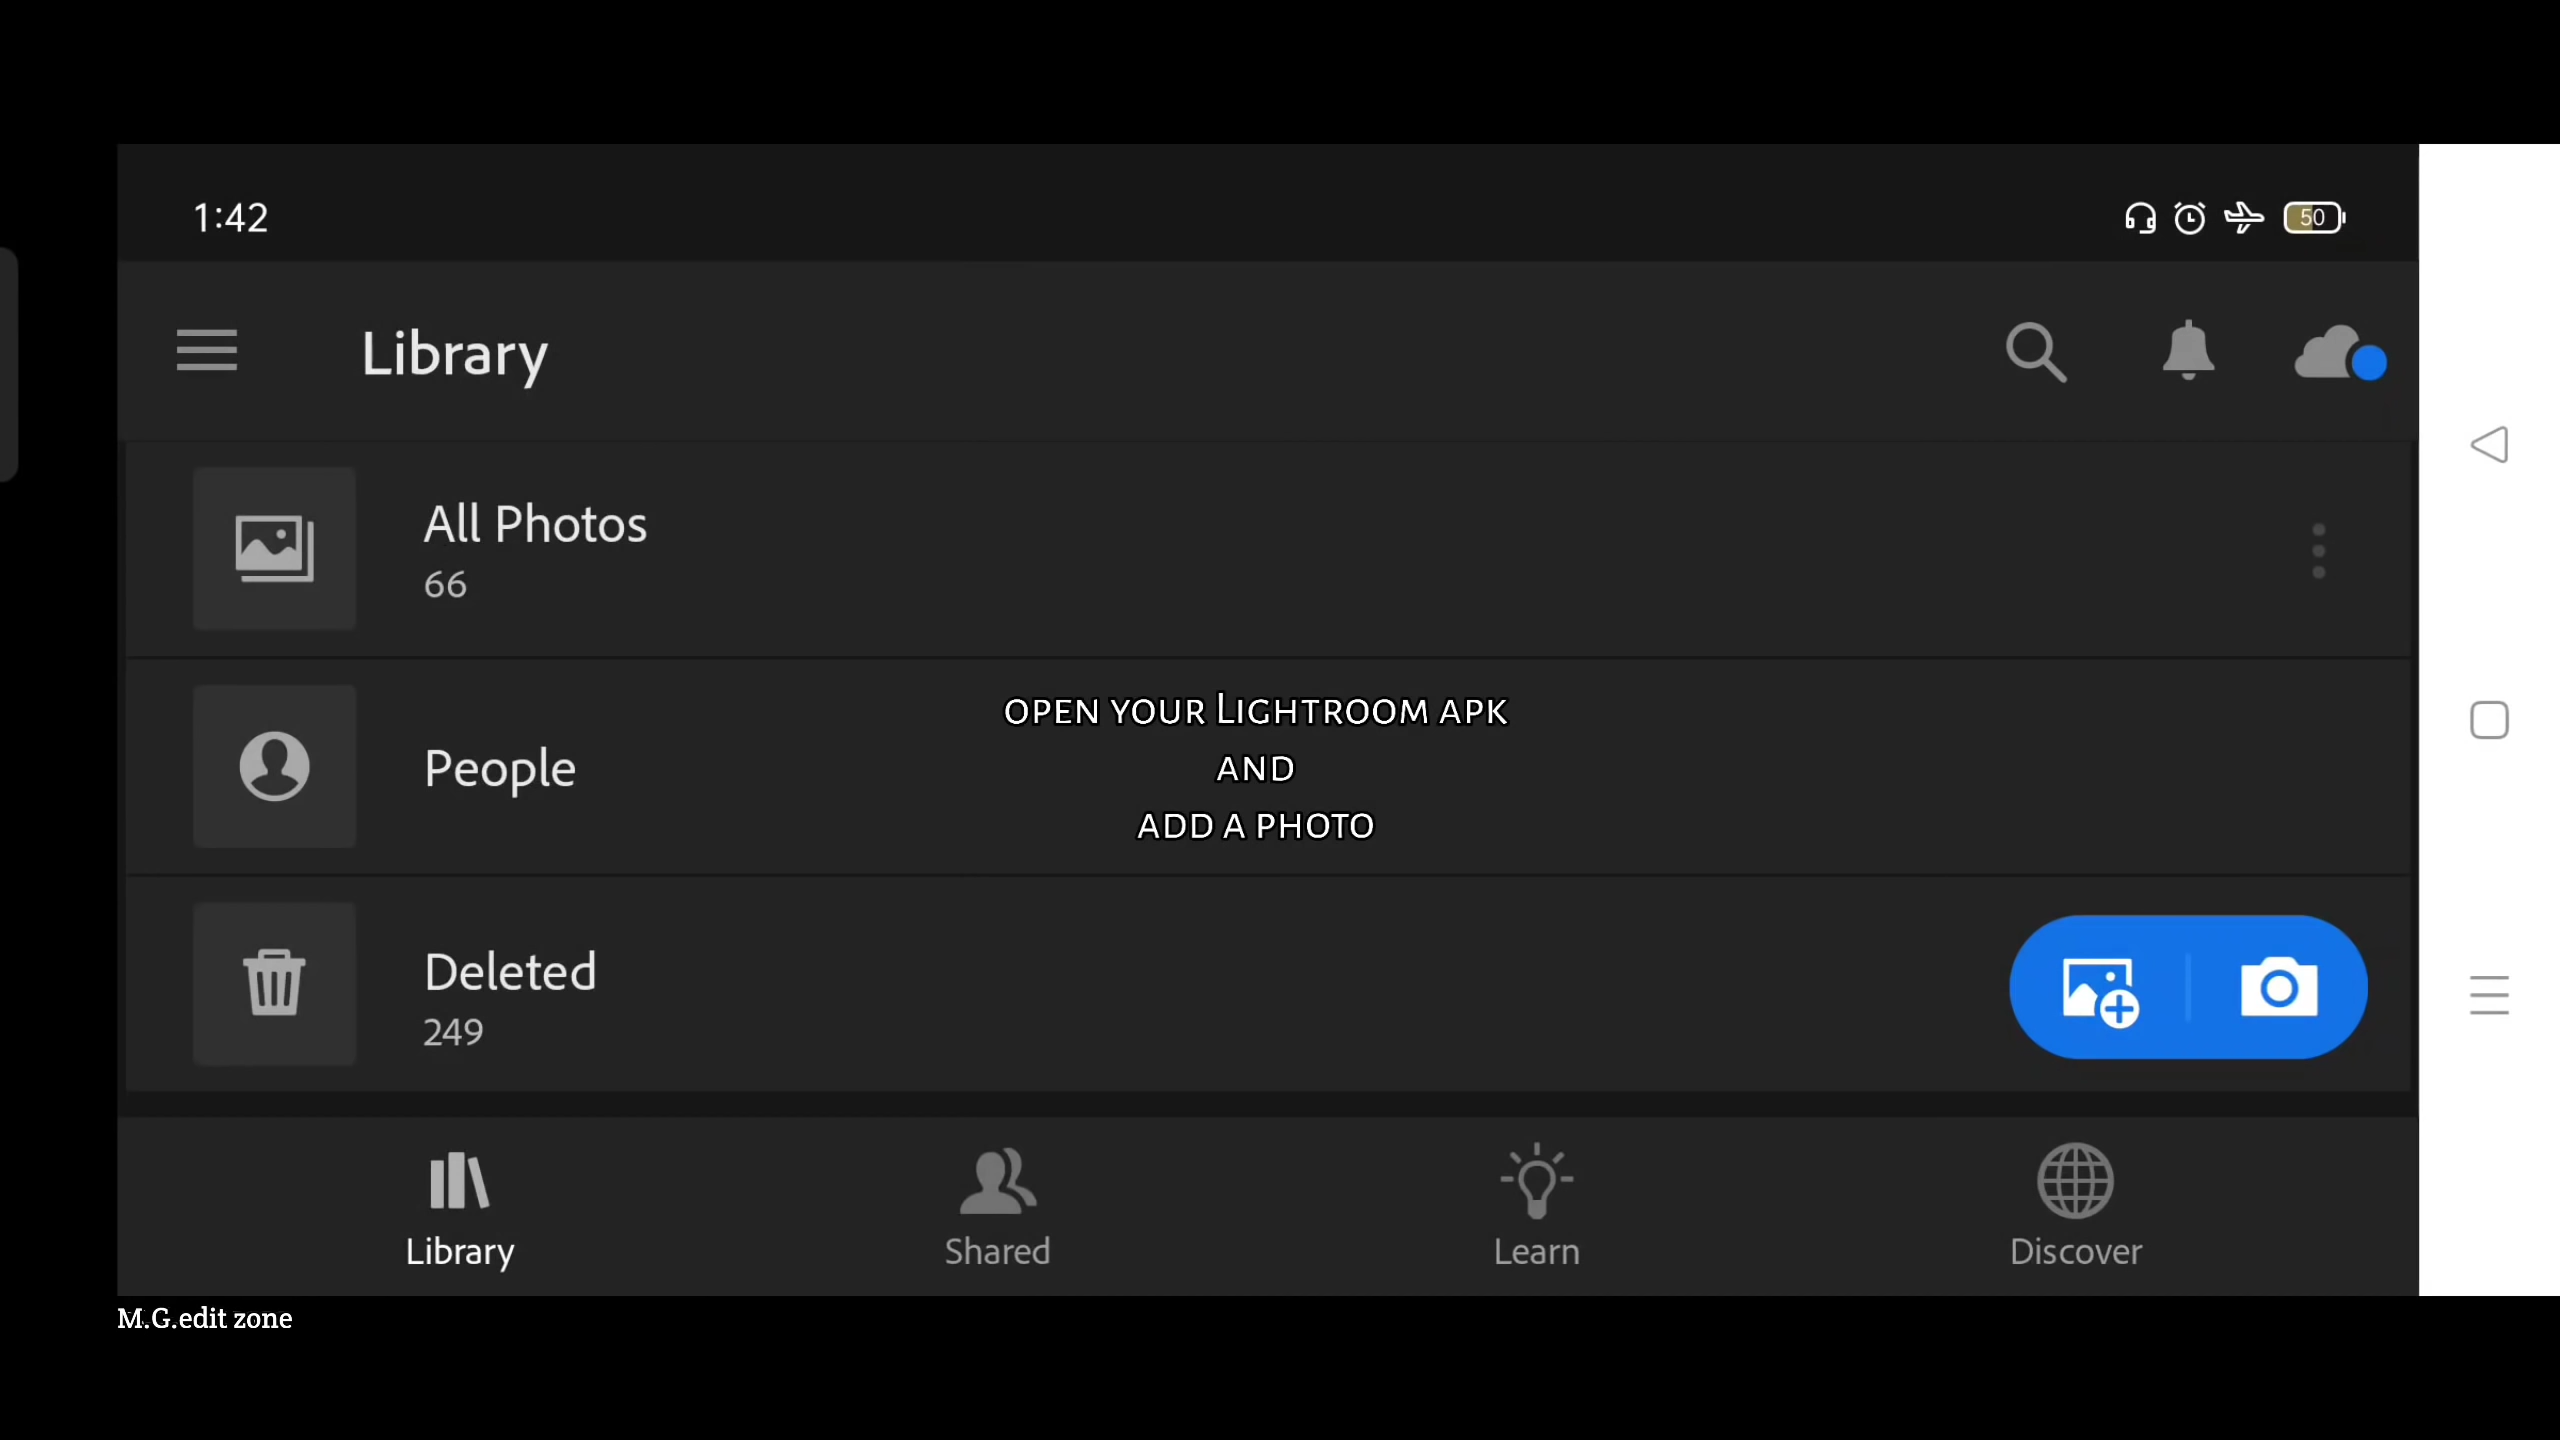 1:42
50
Library
All Photos
66
People
OPEN YOUR LIGHTROOM APK
AND
ADD A PHOTO
Deleted
249
Library
Shared
Learn
Discover
M.G.edit zone